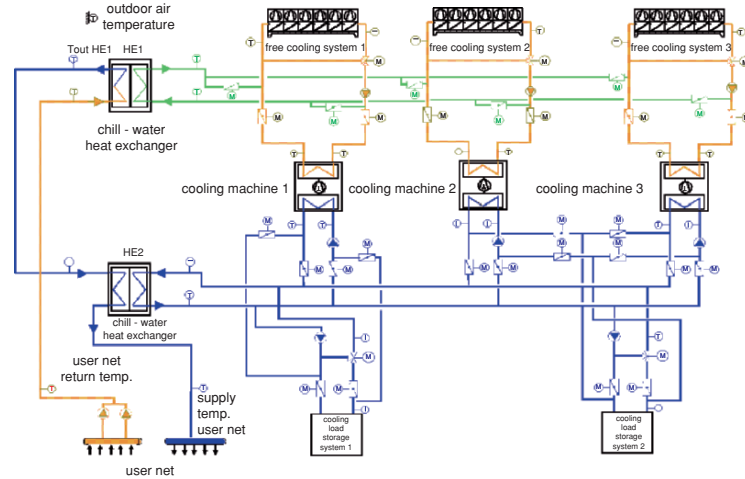 outdoor air
temperature
Tout HE1
HE1
free cooling system 1
free cooling system 2
free cooling system 3
chill - water
heat exchanger
cooling machine 1
cooling machine 2
cooling machine 3
HE2
chill - water
heat exchanger
user net
return temp.
supply
temp.
user net
user net
cooling
load
storage
system 1
cooling
load
storage
system 2